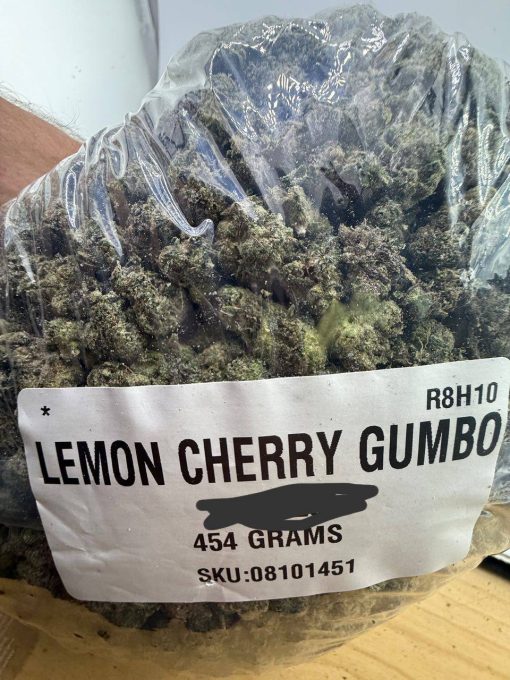 * R8H10
LEMON CHERRY GUMBO
454 GRAMS
SKU:08101451